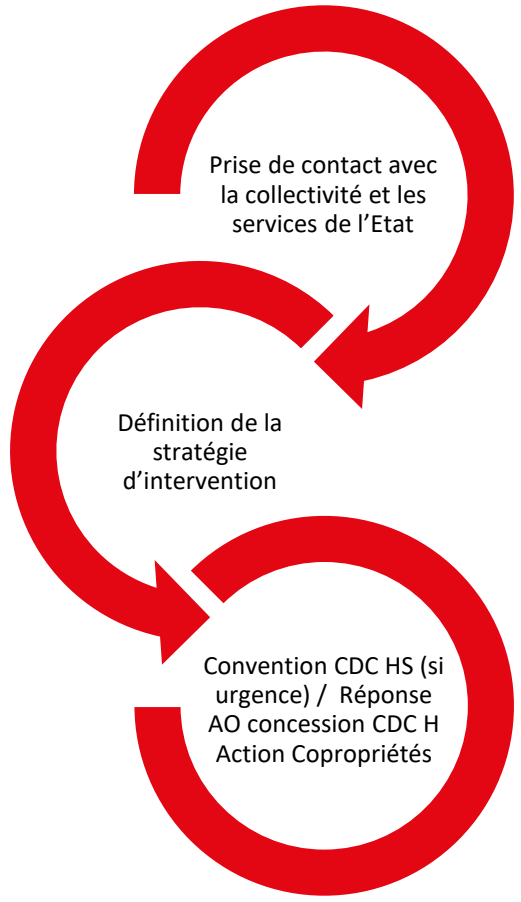 Prise de contact avec
la collectivité et les
services de l’Etat
Définition de la
stratégie
d’intervention
Convention CDC HS (si
urgence) / Réponse
AO concession CDC H
Action Copropriétés